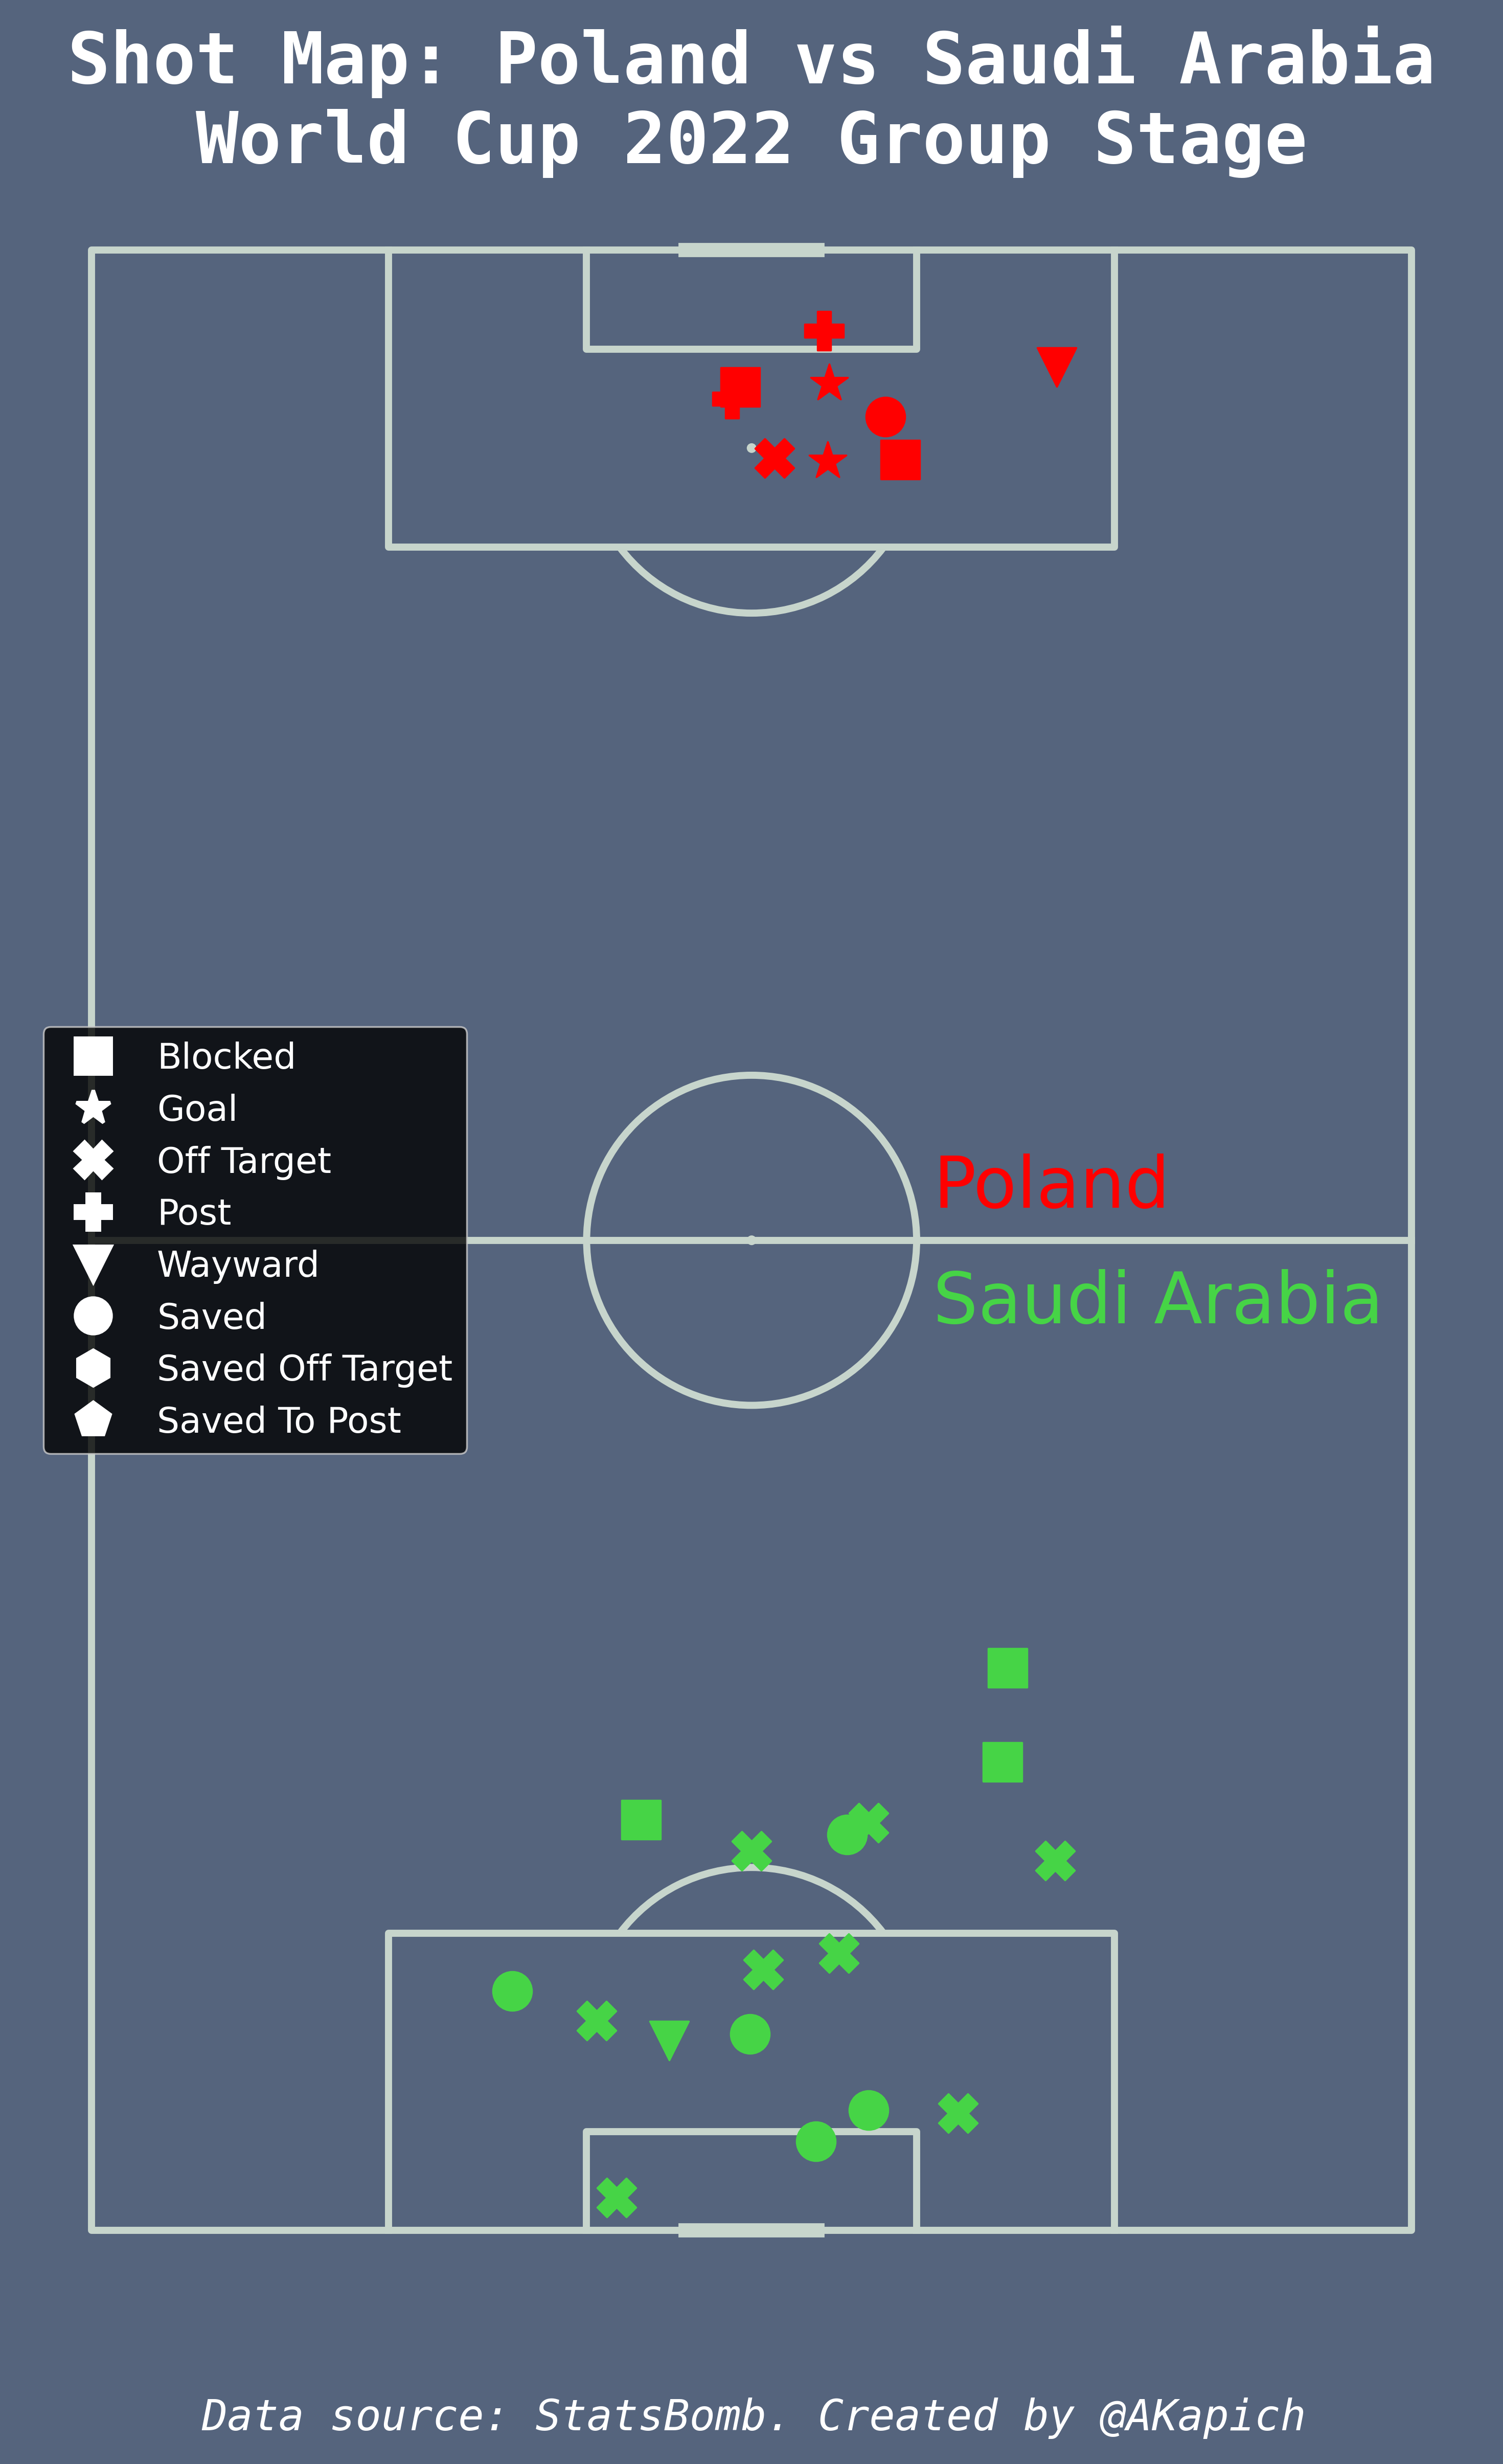 Shot Map: Poland vs Saudi Arabia
World Cup 2022 Group Stage
Blocked
Goal
Off Target
Post
Wayward
Saved
Saved Off Target
Saved To Post
Poland
Saudi Arabia
Data source: StatsBomb. Created by @AKapich